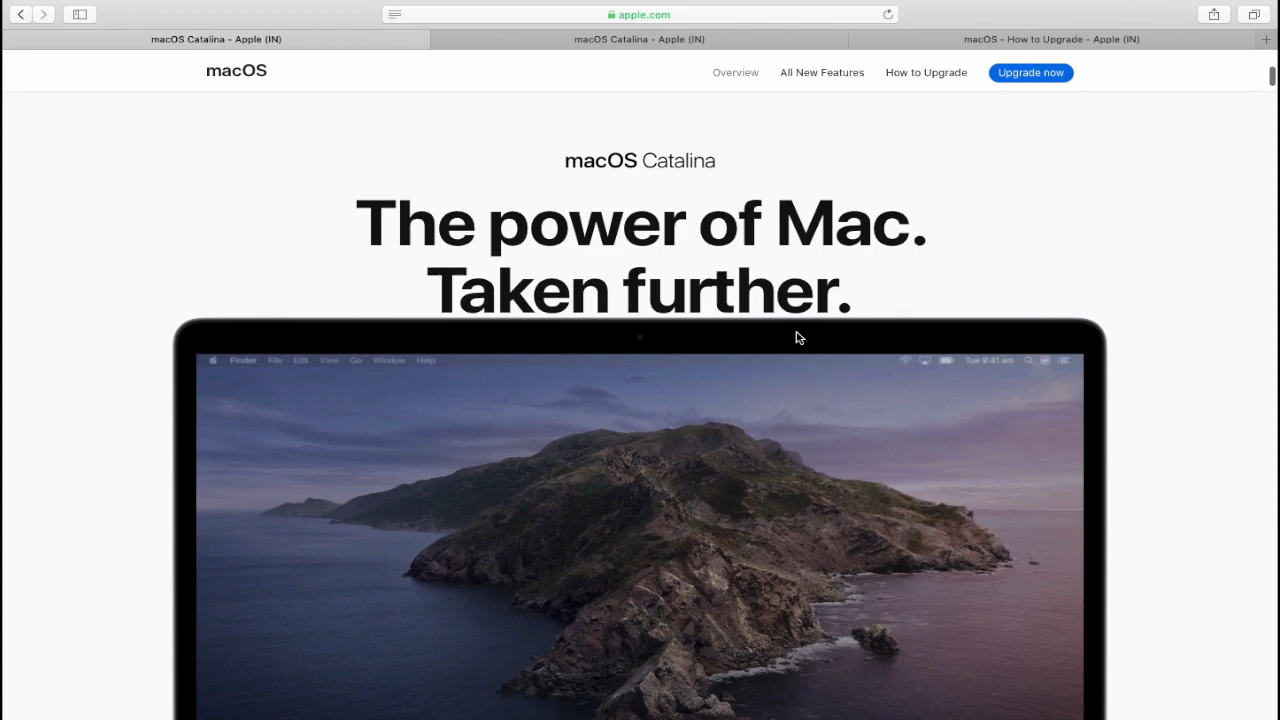 apple.com
macOS Catalina - Apple (IN)
macOS Catalina - Apple (IN)
macOS - How to Upgrade - Apple (IN)
macOS
Overview
All New Features
How to Upgrade
Upgrade now
macOS Catalina
The power of Mac.
Taken further.
Finder File Edit View Go Window Help
Tue 9:41 am